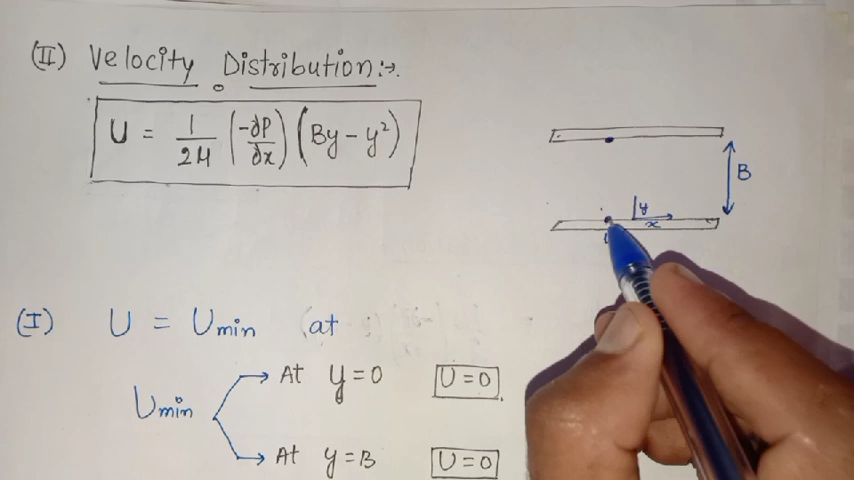 (II) Velocity Distribution:→.
U = 1/2μ (-∂P/∂x) (By - y²)
B
y
x
(I) U = Umin (at :)
Umin → At y=0 U=0
→ At y=B U=0